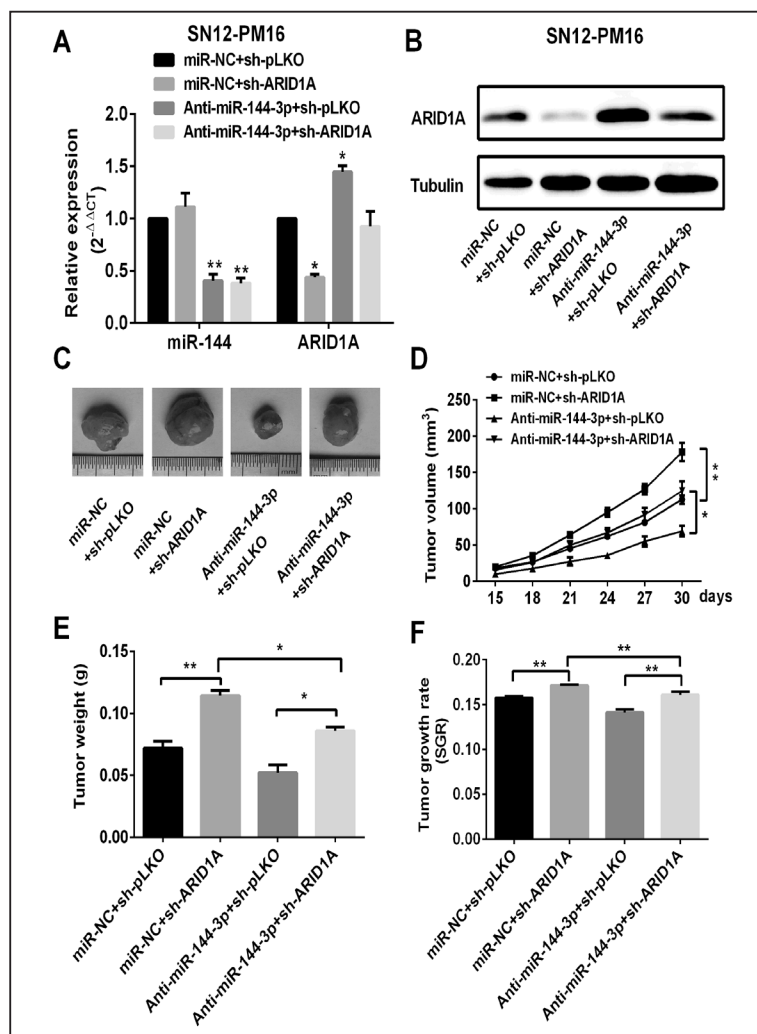 A
SN12-PM16
miR-NC+sh-pLKO
miR-NC+sh-ARID1A
Anti-miR-144-3p+sh-pLKO
Anti-miR-144-3p+sh-ARID1A
Relative expression
(2-ΔΔCT)
2.0
1.5
1.0
0.5
0.0
*
**
**
*
miR-144
ARID1A
B
SN12-PM16
ARID1A
Tubulin
miR-NC
+sh-pLKO
miR-NC
+sh-ARID1A
Anti-miR-144-3p
+sh-pLKO
Anti-miR-144-3p
+sh-ARID1A
C
mm
miR-NC
+sh-pLKO
miR-NC
+sh-ARID1A
Anti-miR-144-3p
+sh-pLKO
Anti-miR-144-3p
+sh-ARID1A
D
miR-NC+sh-pLKO
miR-NC+sh-ARID1A
Anti-miR-144-3p+sh-pLKO
Anti-miR-144-3p+sh-ARID1A
Tumor volume (mm3)
250
200
150
100
50
0
**
*
15 18 21 24 27 30 days
E
Tumor weight (g)
0.15
0.10
0.05
0.00
**
*
*
miR-NC+sh-pLKO
miR-NC+sh-ARID1A
Anti-miR-144-3p+sh-pLKO
Anti-miR-144-3p+sh-ARID1A
F
Tumor growth rate
(SGR)
0.20
0.15
0.10
0.05
0.00
**
**
**
miR-NC+sh-pLKO
miR-NC+sh-ARID1A
Anti-miR-144-3p+sh-pLKO
Anti-miR-144-3p+sh-ARID1A